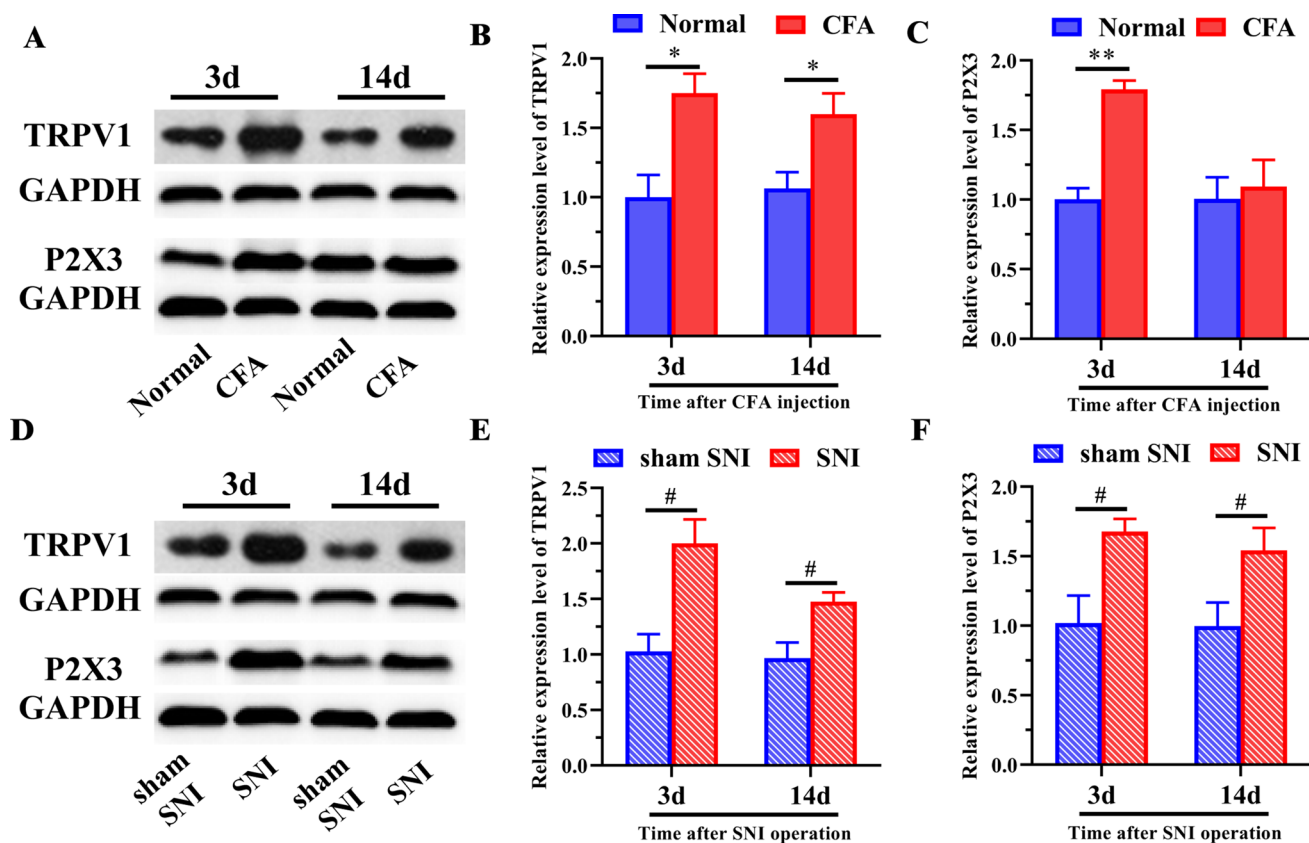 A
3d 14d
TRPV1
GAPDH
P2X3
GAPDH
Normal CFA Normal CFA
B
Normal CFA
Relative expression level of TRPV1
2.0
1.5
1.0
0.5
0.0
* *
3d 14d
Time after CFA injection
C
Normal CFA
Relative expression level of P2X3
2.0
1.5
1.0
0.5
0.0
**
3d 14d
Time after CFA injection
D
3d 14d
TRPV1
GAPDH
P2X3
GAPDH
sham SNI SNI sham SNI SNI
E
sham SNI SNI
Relative expression level of TRPV1
2.5
2.0
1.5
1.0
0.5
0.0
# #
3d 14d
Time after SNI operation
F
sham SNI SNI
Relative expression level of P2X3
2.0
1.5
1.0
0.5
0.0
# #
3d 14d
Time after SNI operation